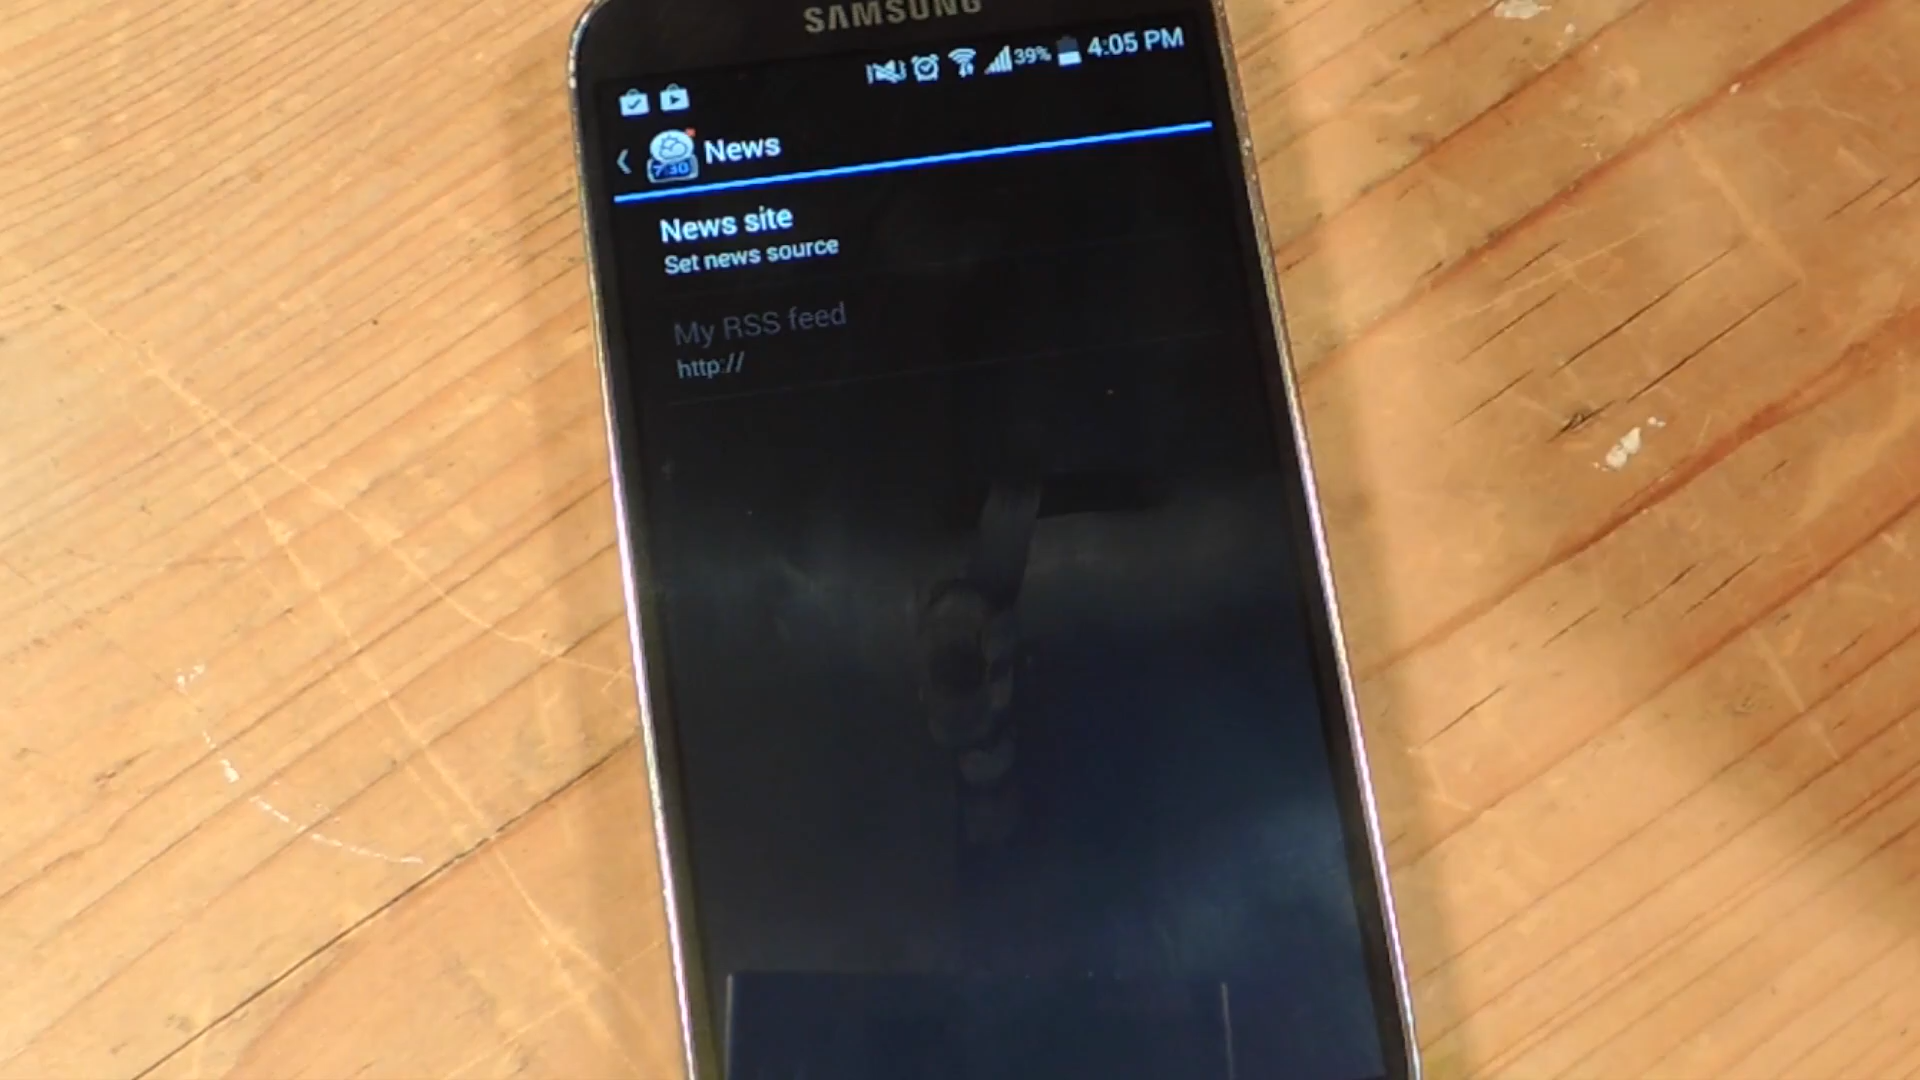 SAMSUNG
39% 4:05 PM
7:30
News
News site
Set news source
My RSS feed
http://